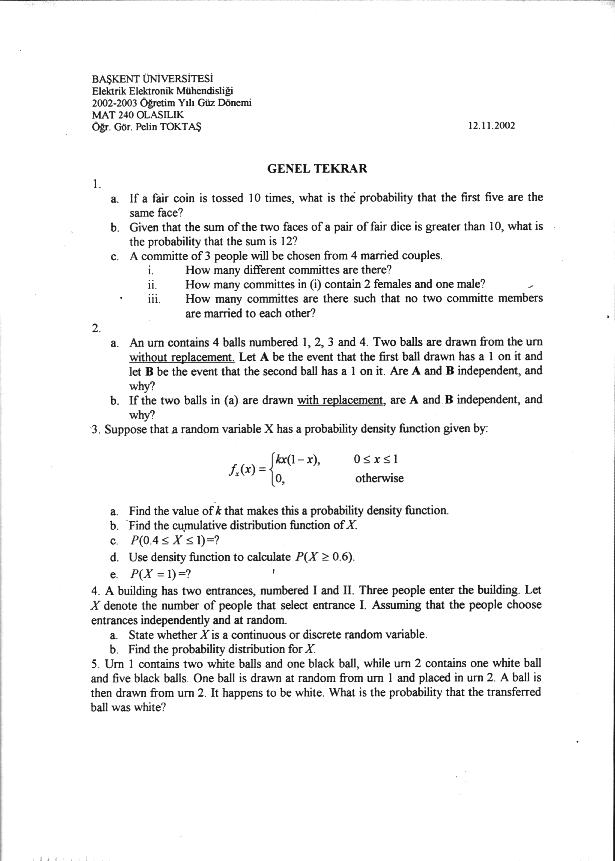 BAŞKENT ÜNİVERSİTESİ
Elektrik Elektronik Mühendisliği
2002-2003 Öğretim Yılı Güz Dönemi
MAT 240 OLASILIK
Öğr. Gör. Pelin TOKTAŞ 12.11.2002
GENEL TEKRAR
1.
a. If a fair coin is tossed 10 times, what is the probability that the first five are the
same face?
b. Given that the sum of the two faces of a pair of fair dice is greater than 10, what is
the probability that the sum is 12?
c. A committe of 3 people will be chosen from 4 married couples.
i. How many different committes are there?
ii. How many committes in (i) contain 2 females and one male?
iii. How many committes are there such that no two committe members
are married to each other?
2.
a. An urn contains 4 balls numbered 1, 2, 3 and 4. Two balls are drawn from the urn
without replacement. Let A be the event that the first ball drawn has a 1 on it and
let B be the event that the second ball has a 1 on it. Are A and B independent, and
why?
b. If the two balls in (a) are drawn with replacement, are A and B independent, and
why?
3. Suppose that a random variable X has a probability density function given by:
fₓ(x) = { kx(1 − x), 0 ≤ x ≤ 1
0, otherwise
a. Find the value of k that makes this a probability density function.
b. Find the cumulative distribution function of X.
c. P(0.4 ≤ X ≤ 1) =?
d. Use density function to calculate P(X ≥ 0.6).
e. P(X = 1) =?
4. A building has two entrances, numbered I and II. Three people enter the building. Let
X denote the number of people that select entrance I. Assuming that the people choose
entrances independently and at random.
a. State whether X is a continuous or discrete random variable.
b. Find the probability distribution for X.
5. Urn 1 contains two white balls and one black ball, while urn 2 contains one white ball
and five black balls. One ball is drawn at random from urn 1 and placed in urn 2. A ball is
then drawn from urn 2. It happens to be white. What is the probability that the transferred
ball was white?